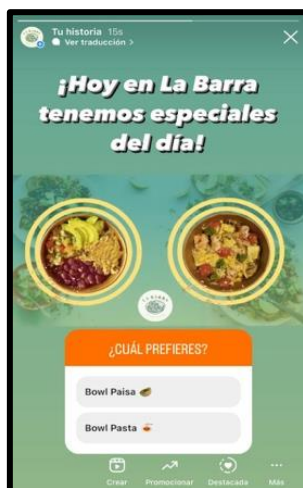 Tu historia 15s
Ver traducción >
¡Hoy en La Barra
tenemos especiales
del día!
¿CUÁL PREFIERES?
Bowl Paisa 🥙
Bowl Pasta 🍝
Crear Promocionar Destacada Más